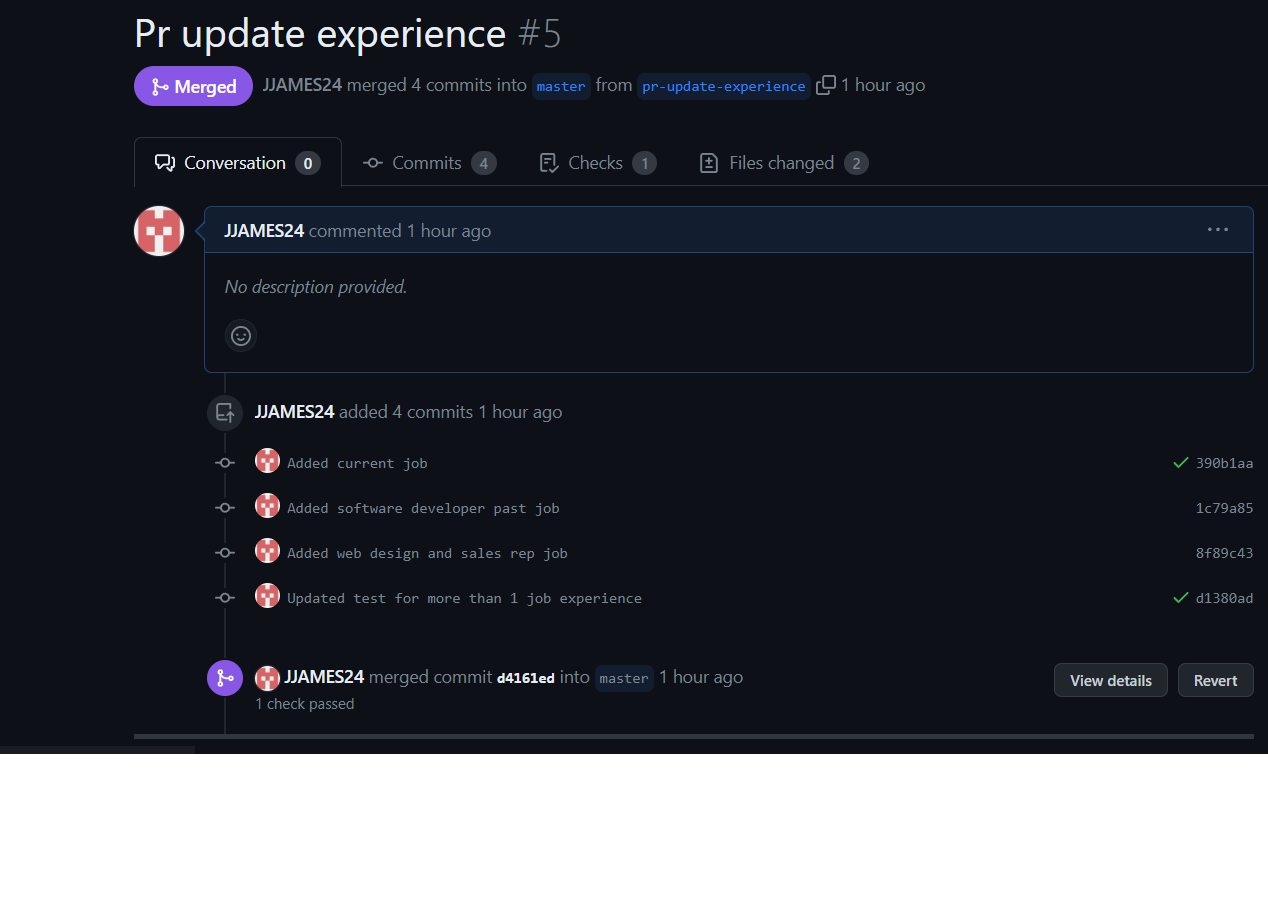 Pr update experience #5
Merged JJAMES24 merged 4 commits into master from pr-update-experience 1 hour ago
Conversation 0 Commits 4 Checks 1 Files changed 2
JJAMES24 commented 1 hour ago
No description provided.
JJAMES24 added 4 commits 1 hour ago
Added current job 390b1aa
Added software developer past job 1c79a85
Added web design and sales rep job 8f89c43
Updated test for more than 1 job experience d1380ad
JJAMES24 merged commit d4161ed into master 1 hour ago View details Revert
1 check passed